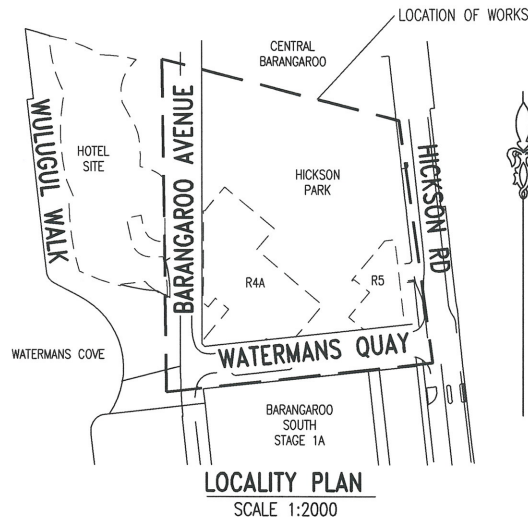 LOCATION OF WORKS
CENTRAL
BARANGAROO
WULUGUL WALK
HOTEL
SITE
BARANGAROO AVENUE
HICKSON
PARK
HICKSON RD
R4A
R5
WATERMANS COVE
WATERMANS QUAY
BARANGAROO
SOUTH
STAGE 1A
LOCALITY PLAN
SCALE 1:2000